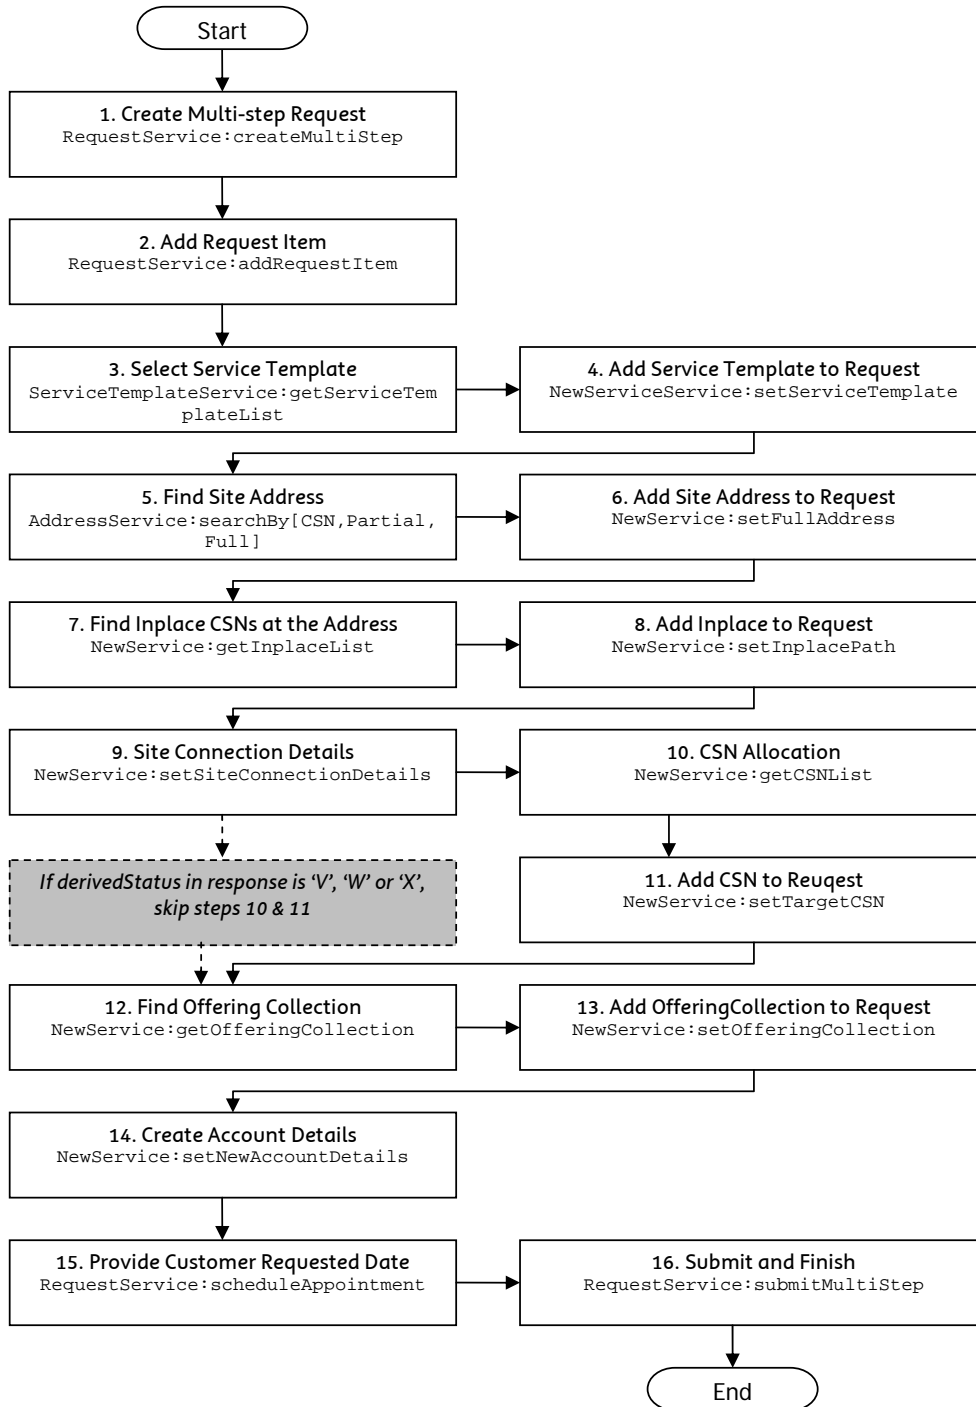 Start
1. Create Multi-step Request
RequestService:createMultiStep
2. Add Request Item
RequestService:addRequestItem
3. Select Service Template
ServiceTemplateService:getServiceTem
plateList
4. Add Service Template to Request
NewServiceService:setServiceTemplate
5. Find Site Address
AddressService:searchBy[CSN,Partial,
Full]
6. Add Site Address to Request
NewService:setFullAddress
7. Find Inplace CSNs at the Address
NewService:getInplaceList
8. Add Inplace to Request
NewService:setInplacePath
9. Site Connection Details
NewService:setSiteConnectionDetails
10. CSN Allocation
NewService:getCSNList
If derivedStatus in response is ‘V’, ‘W’ or ‘X’,
skip steps 10 & 11
11. Add CSN to Reuqest
NewService:setTargetCSN
12. Find Offering Collection
NewService:getOfferingCollection
13. Add OfferingCollection to Request
NewService:setOfferingCollection
14. Create Account Details
NewService:setNewAccountDetails
15. Provide Customer Requested Date
RequestService:scheduleAppointment
16. Submit and Finish
RequestService:submitMultiStep
End